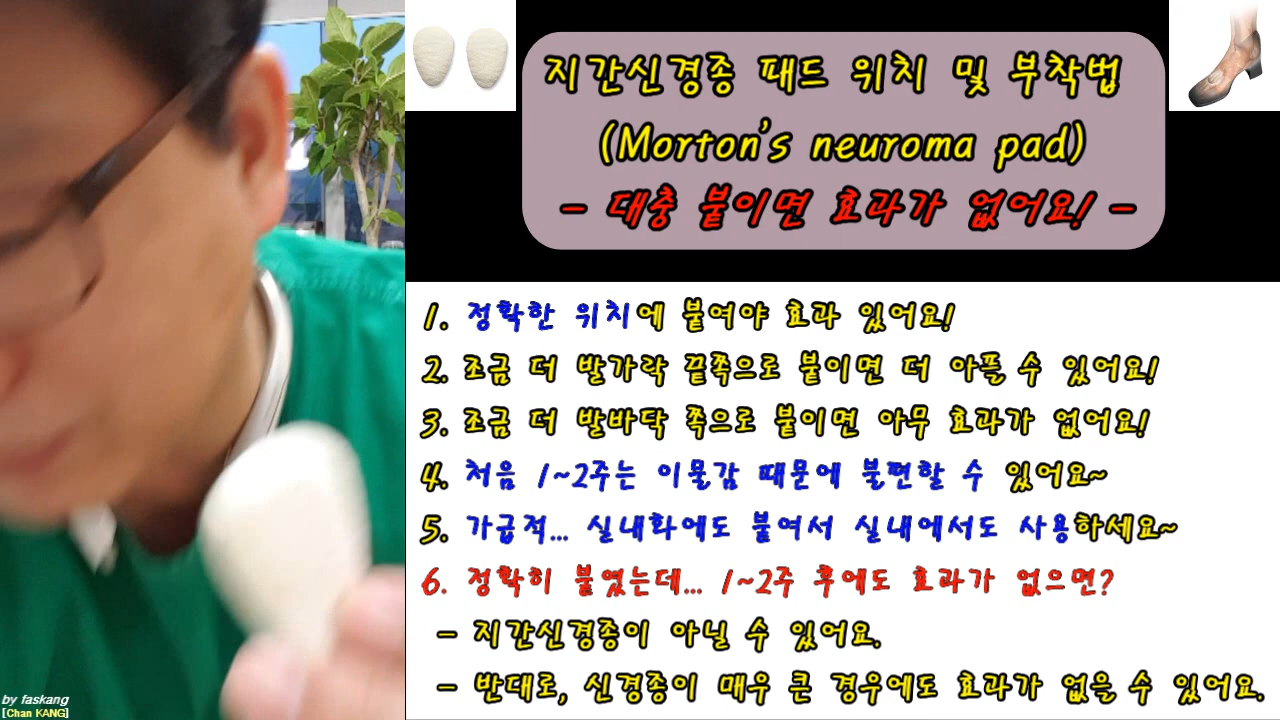 지간신경종 패드 위치 및 부착법
(Morton's neuroma pad)
- 대충 붙이면 효과가 없어요! -
1. 정확한 위치에 붙여야 효과 있어요!
2. 조금 더 발가락 끝쪽으로 붙이면 더 아플 수 있어요!
3. 조금 더 발바닥 쪽으로 붙이면 아무 효과가 없어요!
4. 처음 1~2주는 이물감 때문에 불편할 수 있어요~
5. 가급적... 실내화에도 붙여서 실내에서도 사용하세요~
6. 정확히 붙였는데... 1~2주 후에도 효과가 없으면?
- 지간신경종이 아닐 수 있어요.
- 반대로, 신경종이 매우 큰 경우에도 효과가 없을 수 있어요.
by faskang
[Chan KANG]